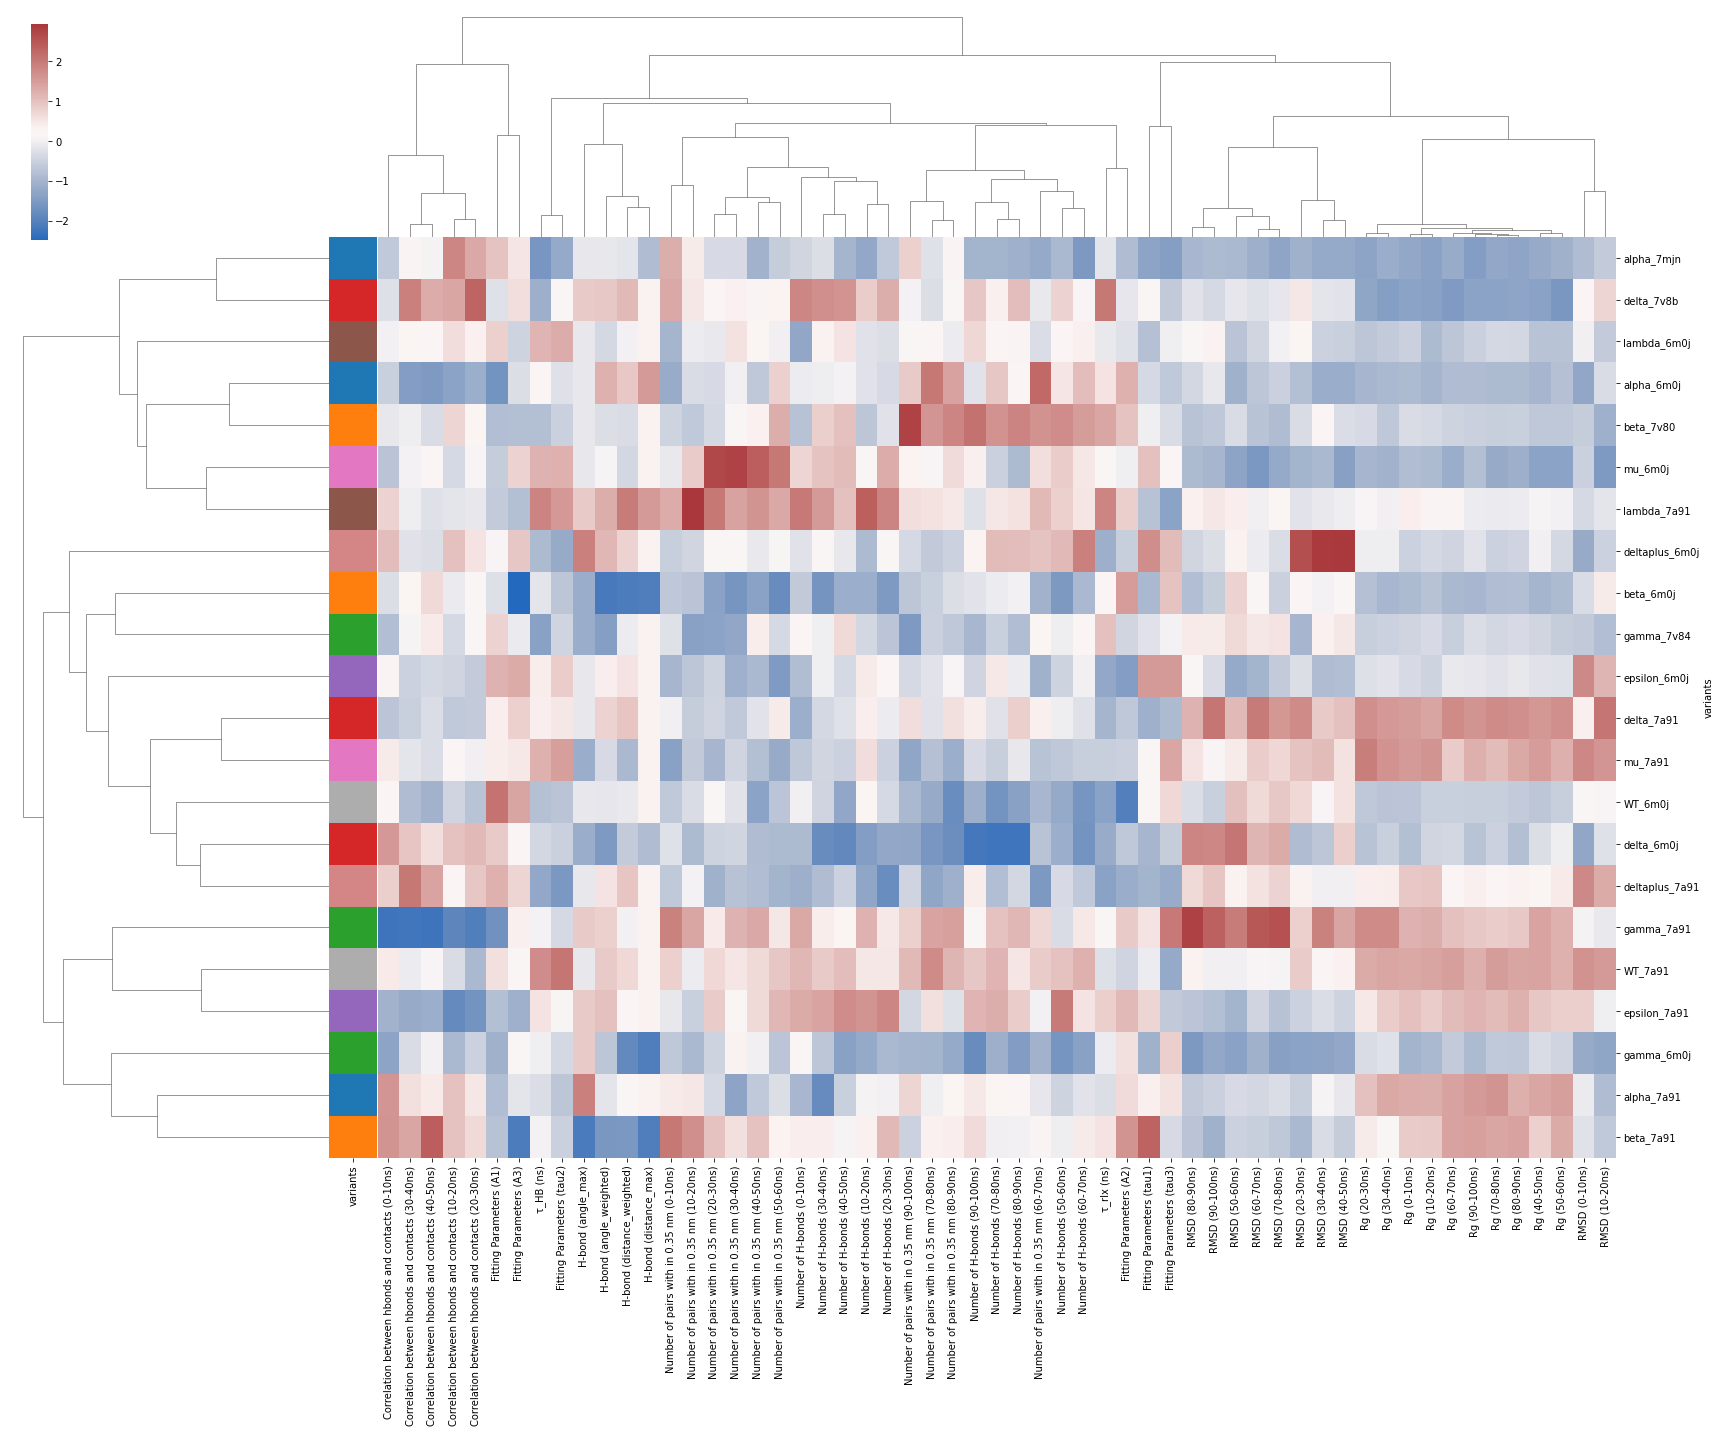 2
1
0
−1
−2
alpha_7mjn
delta_7v8b
lambda_6m0j
alpha_6m0j
beta_7v80
mu_6m0j
lambda_7a91
deltaplus_6m0j
beta_6m0j
gamma_7v84
epsilon_6m0j
delta_7a91
mu_7a91
WT_6m0j
delta_6m0j
deltaplus_7a91
gamma_7a91
WT_7a91
epsilon_7a91
gamma_6m0j
alpha_7a91
beta_7a91
variants
variants
Correlation between hbonds and contacts (0-10ns)
Correlation between hbonds and contacts (30-40ns)
Correlation between hbonds and contacts (40-50ns)
Correlation between hbonds and contacts (10-20ns)
Correlation between hbonds and contacts (20-30ns)
Fitting Parameters (A1)
Fitting Parameters (A3)
τ_HB (ns)
Fitting Parameters (tau2)
H-bond (angle_max)
H-bond (angle_weighted)
H-bond (distance_weighted)
H-bond (distance_max)
Number of pairs with in 0.35 nm (0-10ns)
Number of pairs with in 0.35 nm (10-20ns)
Number of pairs with in 0.35 nm (20-30ns)
Number of pairs with in 0.35 nm (30-40ns)
Number of pairs with in 0.35 nm (40-50ns)
Number of pairs with in 0.35 nm (50-60ns)
Number of H-bonds (0-10ns)
Number of H-bonds (30-40ns)
Number of H-bonds (40-50ns)
Number of H-bonds (10-20ns)
Number of H-bonds (20-30ns)
Number of pairs with in 0.35 nm (90-100ns)
Number of pairs with in 0.35 nm (70-80ns)
Number of pairs with in 0.35 nm (80-90ns)
Number of H-bonds (90-100ns)
Number of H-bonds (70-80ns)
Number of H-bonds (80-90ns)
Number of pairs with in 0.35 nm (60-70ns)
Number of H-bonds (50-60ns)
Number of H-bonds (60-70ns)
τ_rlx (ns)
Fitting Parameters (A2)
Fitting Parameters (tau1)
Fitting Parameters (tau3)
RMSD (80-90ns)
RMSD (90-100ns)
RMSD (50-60ns)
RMSD (60-70ns)
RMSD (70-80ns)
RMSD (20-30ns)
RMSD (30-40ns)
RMSD (40-50ns)
Rg (20-30ns)
Rg (30-40ns)
Rg (0-10ns)
Rg (10-20ns)
Rg (60-70ns)
Rg (90-100ns)
Rg (70-80ns)
Rg (80-90ns)
Rg (40-50ns)
Rg (50-60ns)
RMSD (0-10ns)
RMSD (10-20ns)